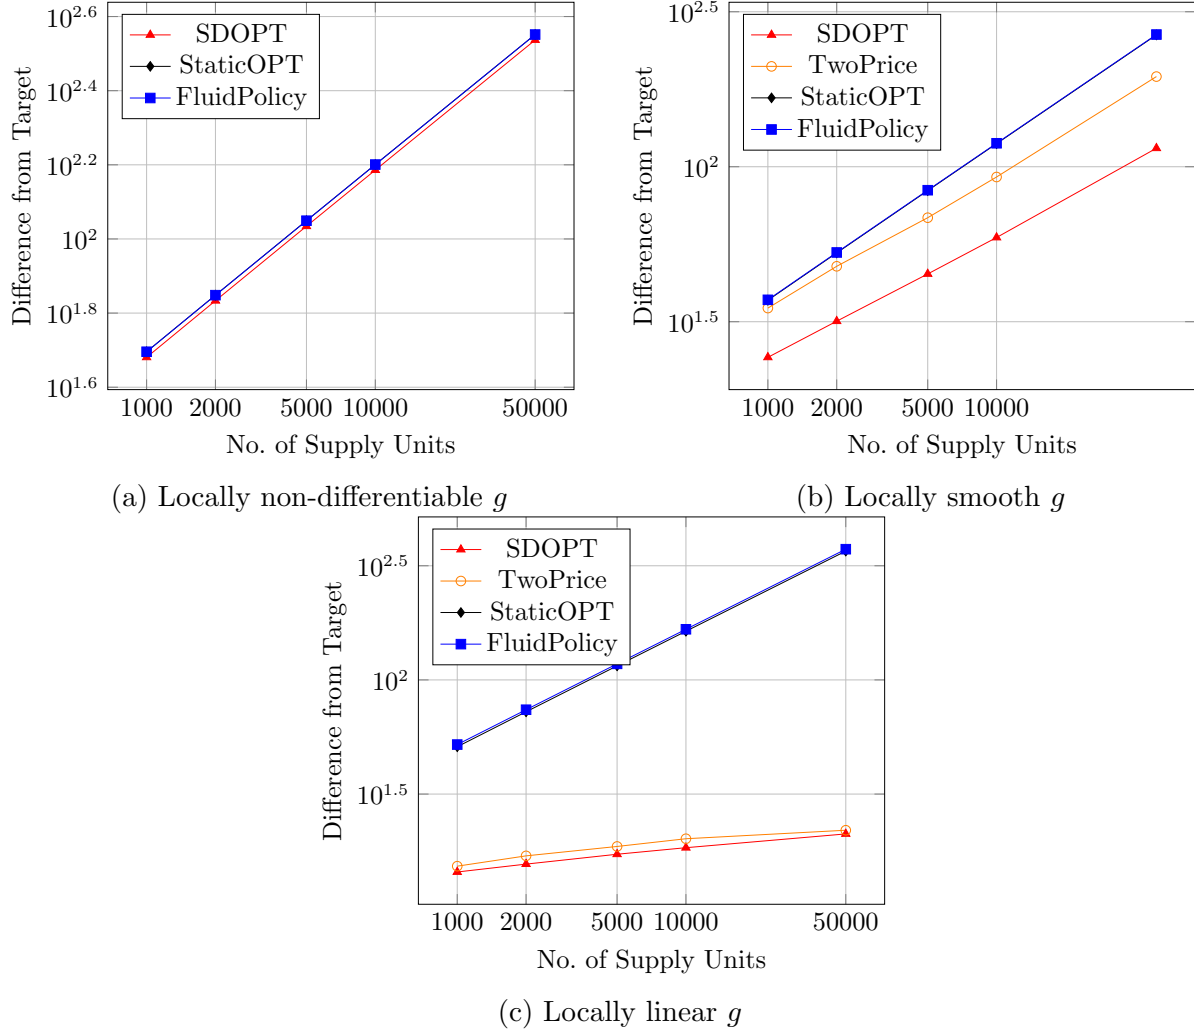 Difference from Target
10^2.6
10^2.4
10^2.2
10^2
10^1.8
10^1.6
SDOPT
StaticOPT
FluidPolicy
1000 2000 5000 10000 50000
No. of Supply Units
(a) Locally non-differentiable g
Difference from Target
10^2.5
10^2
10^1.5
SDOPT
TwoPrice
StaticOPT
FluidPolicy
1000 2000 5000 10000
No. of Supply Units
(b) Locally smooth g
Difference from Target
10^2.5
10^2
10^1.5
SDOPT
TwoPrice
StaticOPT
FluidPolicy
1000 2000 5000 10000 50000
No. of Supply Units
(c) Locally linear g